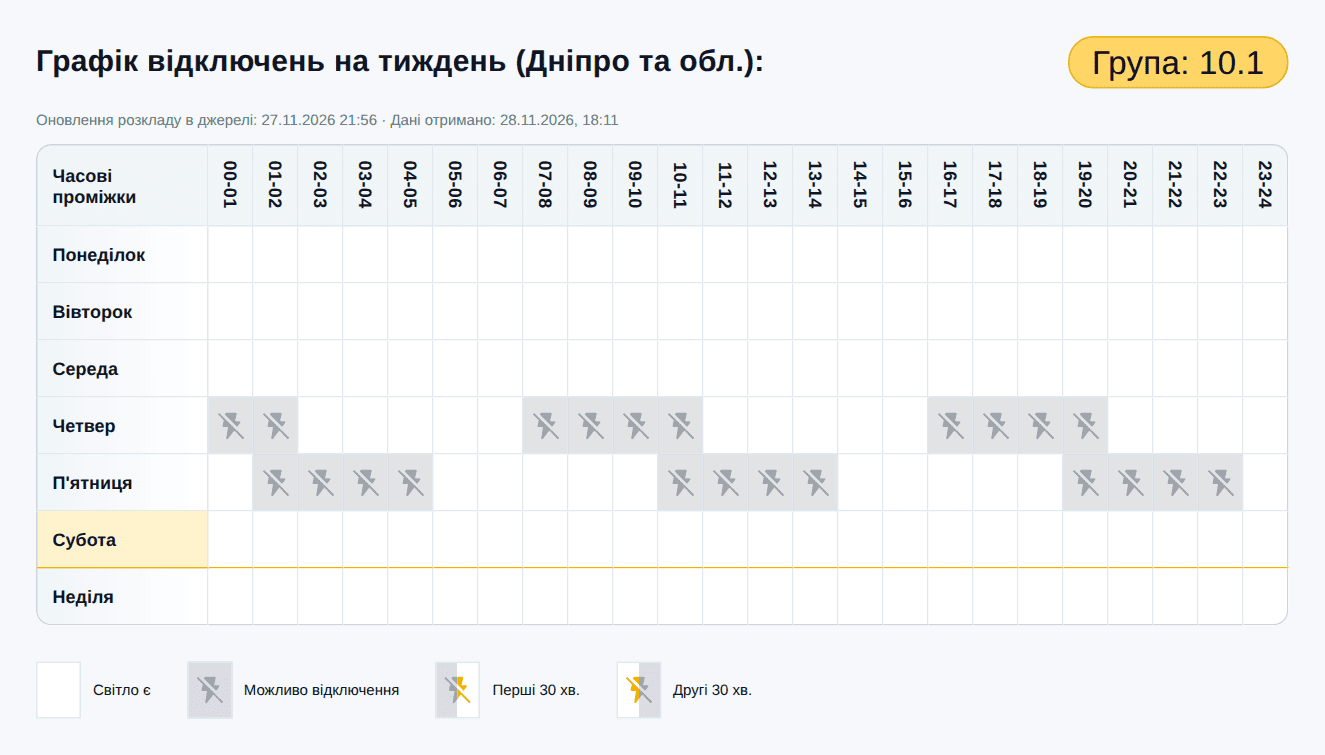 Графік відключень на тиждень (Дніпро та обл.):
Група: 10.1
Оновлення розкладу в джерелі: 27.11.2026 21:56 · Дані отримано: 28.11.2026, 18:11
Часові
проміжки
00-01
01-02
02-03
03-04
04-05
05-06
06-07
07-08
08-09
09-10
10-11
11-12
12-13
13-14
14-15
15-16
16-17
17-18
18-19
19-20
20-21
21-22
22-23
23-24
Понеділок
Вівторок
Середа
Четвер
П'ятниця
Субота
Неділя
Світло є
Можливо відключення
Перші 30 хв.
Другі 30 хв.